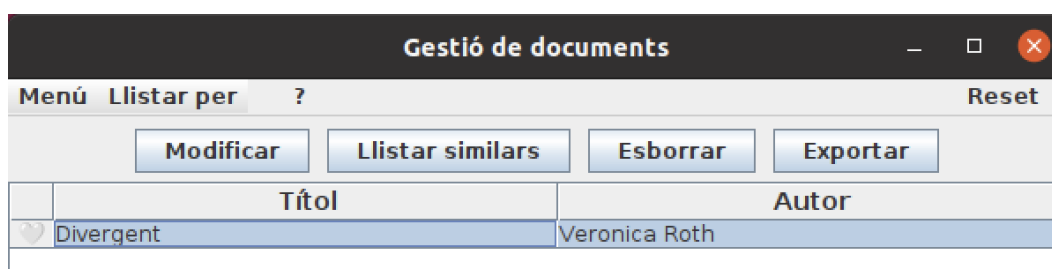 Gestió de documents
Menú Llistar per ? Reset
Modificar Llistar similars Esborrar Exportar
Títol Autor
Divergent Veronica Roth